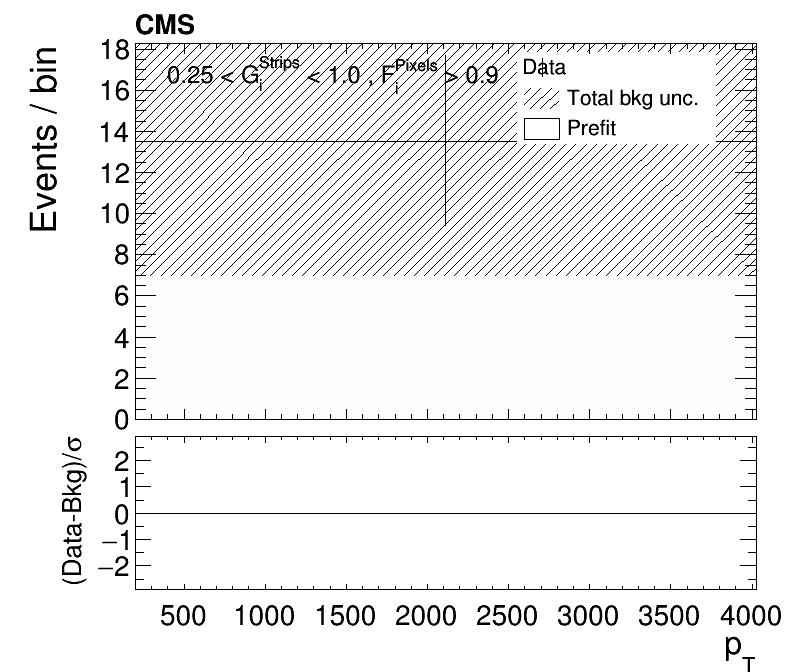 CMS
Events / bin
18
16
14
12
10
8
6
4
2
0
0.25 < G_i^Strips < 1.0 , F_i^Pixels > 0.9
Data
Total bkg unc.
Prefit
(Data-Bkg)/σ
2
1
0
−1
−2
500 1000 1500 2000 2500 3000 3500 4000
p_T